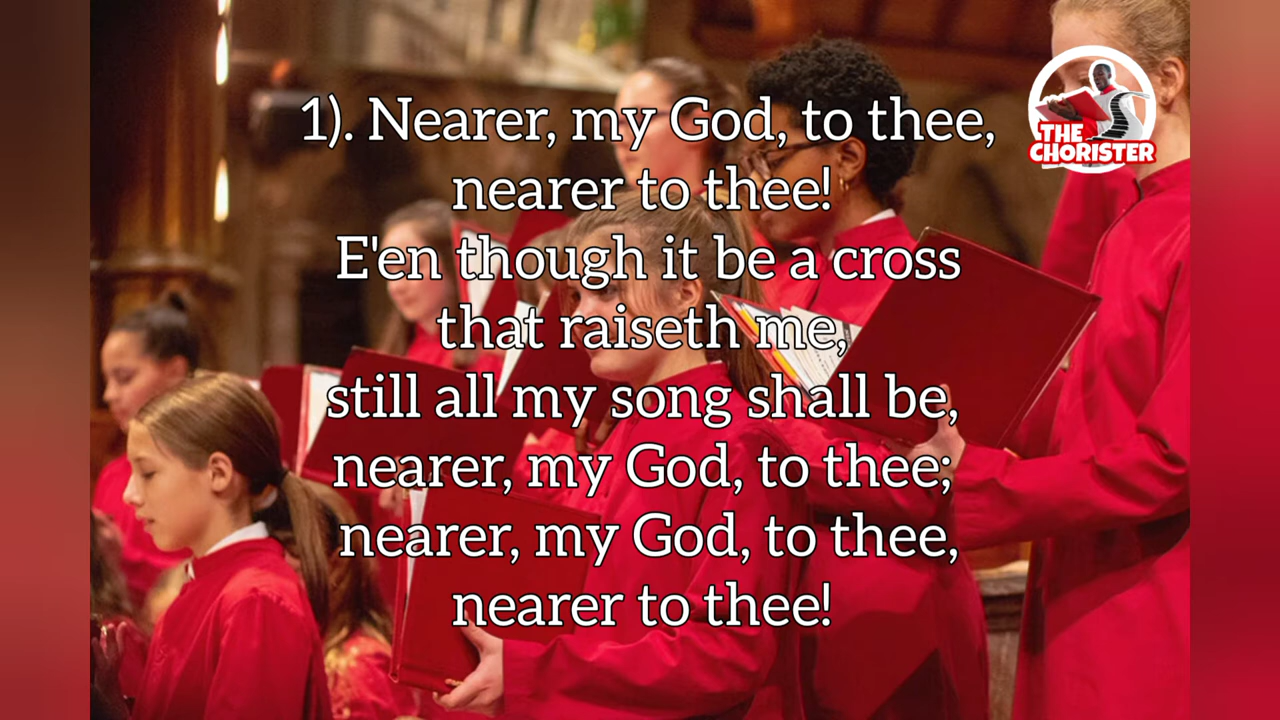 1). Nearer, my God, to thee,
nearer to thee!
E'en though it be a cross
that raiseth me,
still all my song shall be,
nearer, my God, to thee;
nearer, my God, to thee,
nearer to thee!
THE
CHORISTER